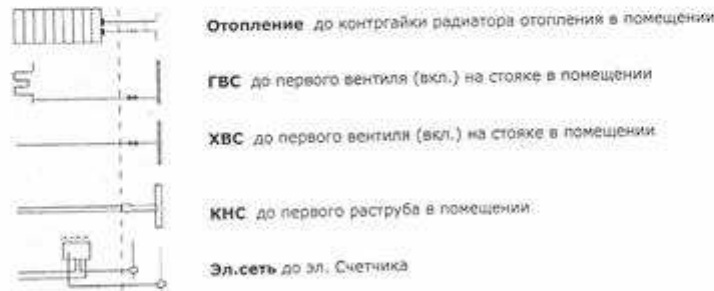 Отопление до контргайки радиатора отопления в помещении
ГВС до первого вентиля (вкл.) на стояке в помещении
ХВС до первого вентиля (вкл.) на стояке в помещении
КНС до первого раструба в помещении
Эл.сеть до эл. Счетчика